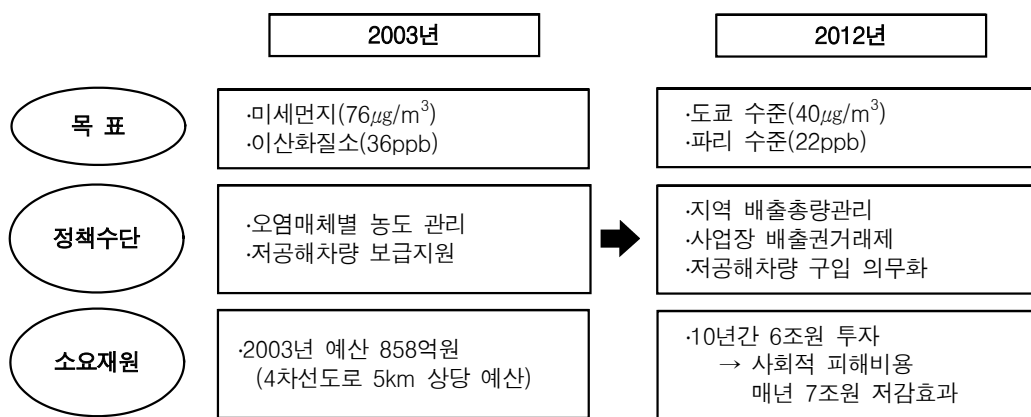 2003년
2012년
목 표
·미세먼지(76㎍/m³)
·이산화질소(36ppb)
·도쿄 수준(40㎍/m³)
·파리 수준(22ppb)
정책수단
·오염매체별 농도 관리
·저공해차량 보급지원
·지역 배출총량관리
·사업장 배출권거래제
·저공해차량 구입 의무화
소요재원
·2003년 예산 858억원
(4차선도로 5km 상당 예산)
·10년간 6조원 투자
→ 사회적 피해비용
매년 7조원 저감효과